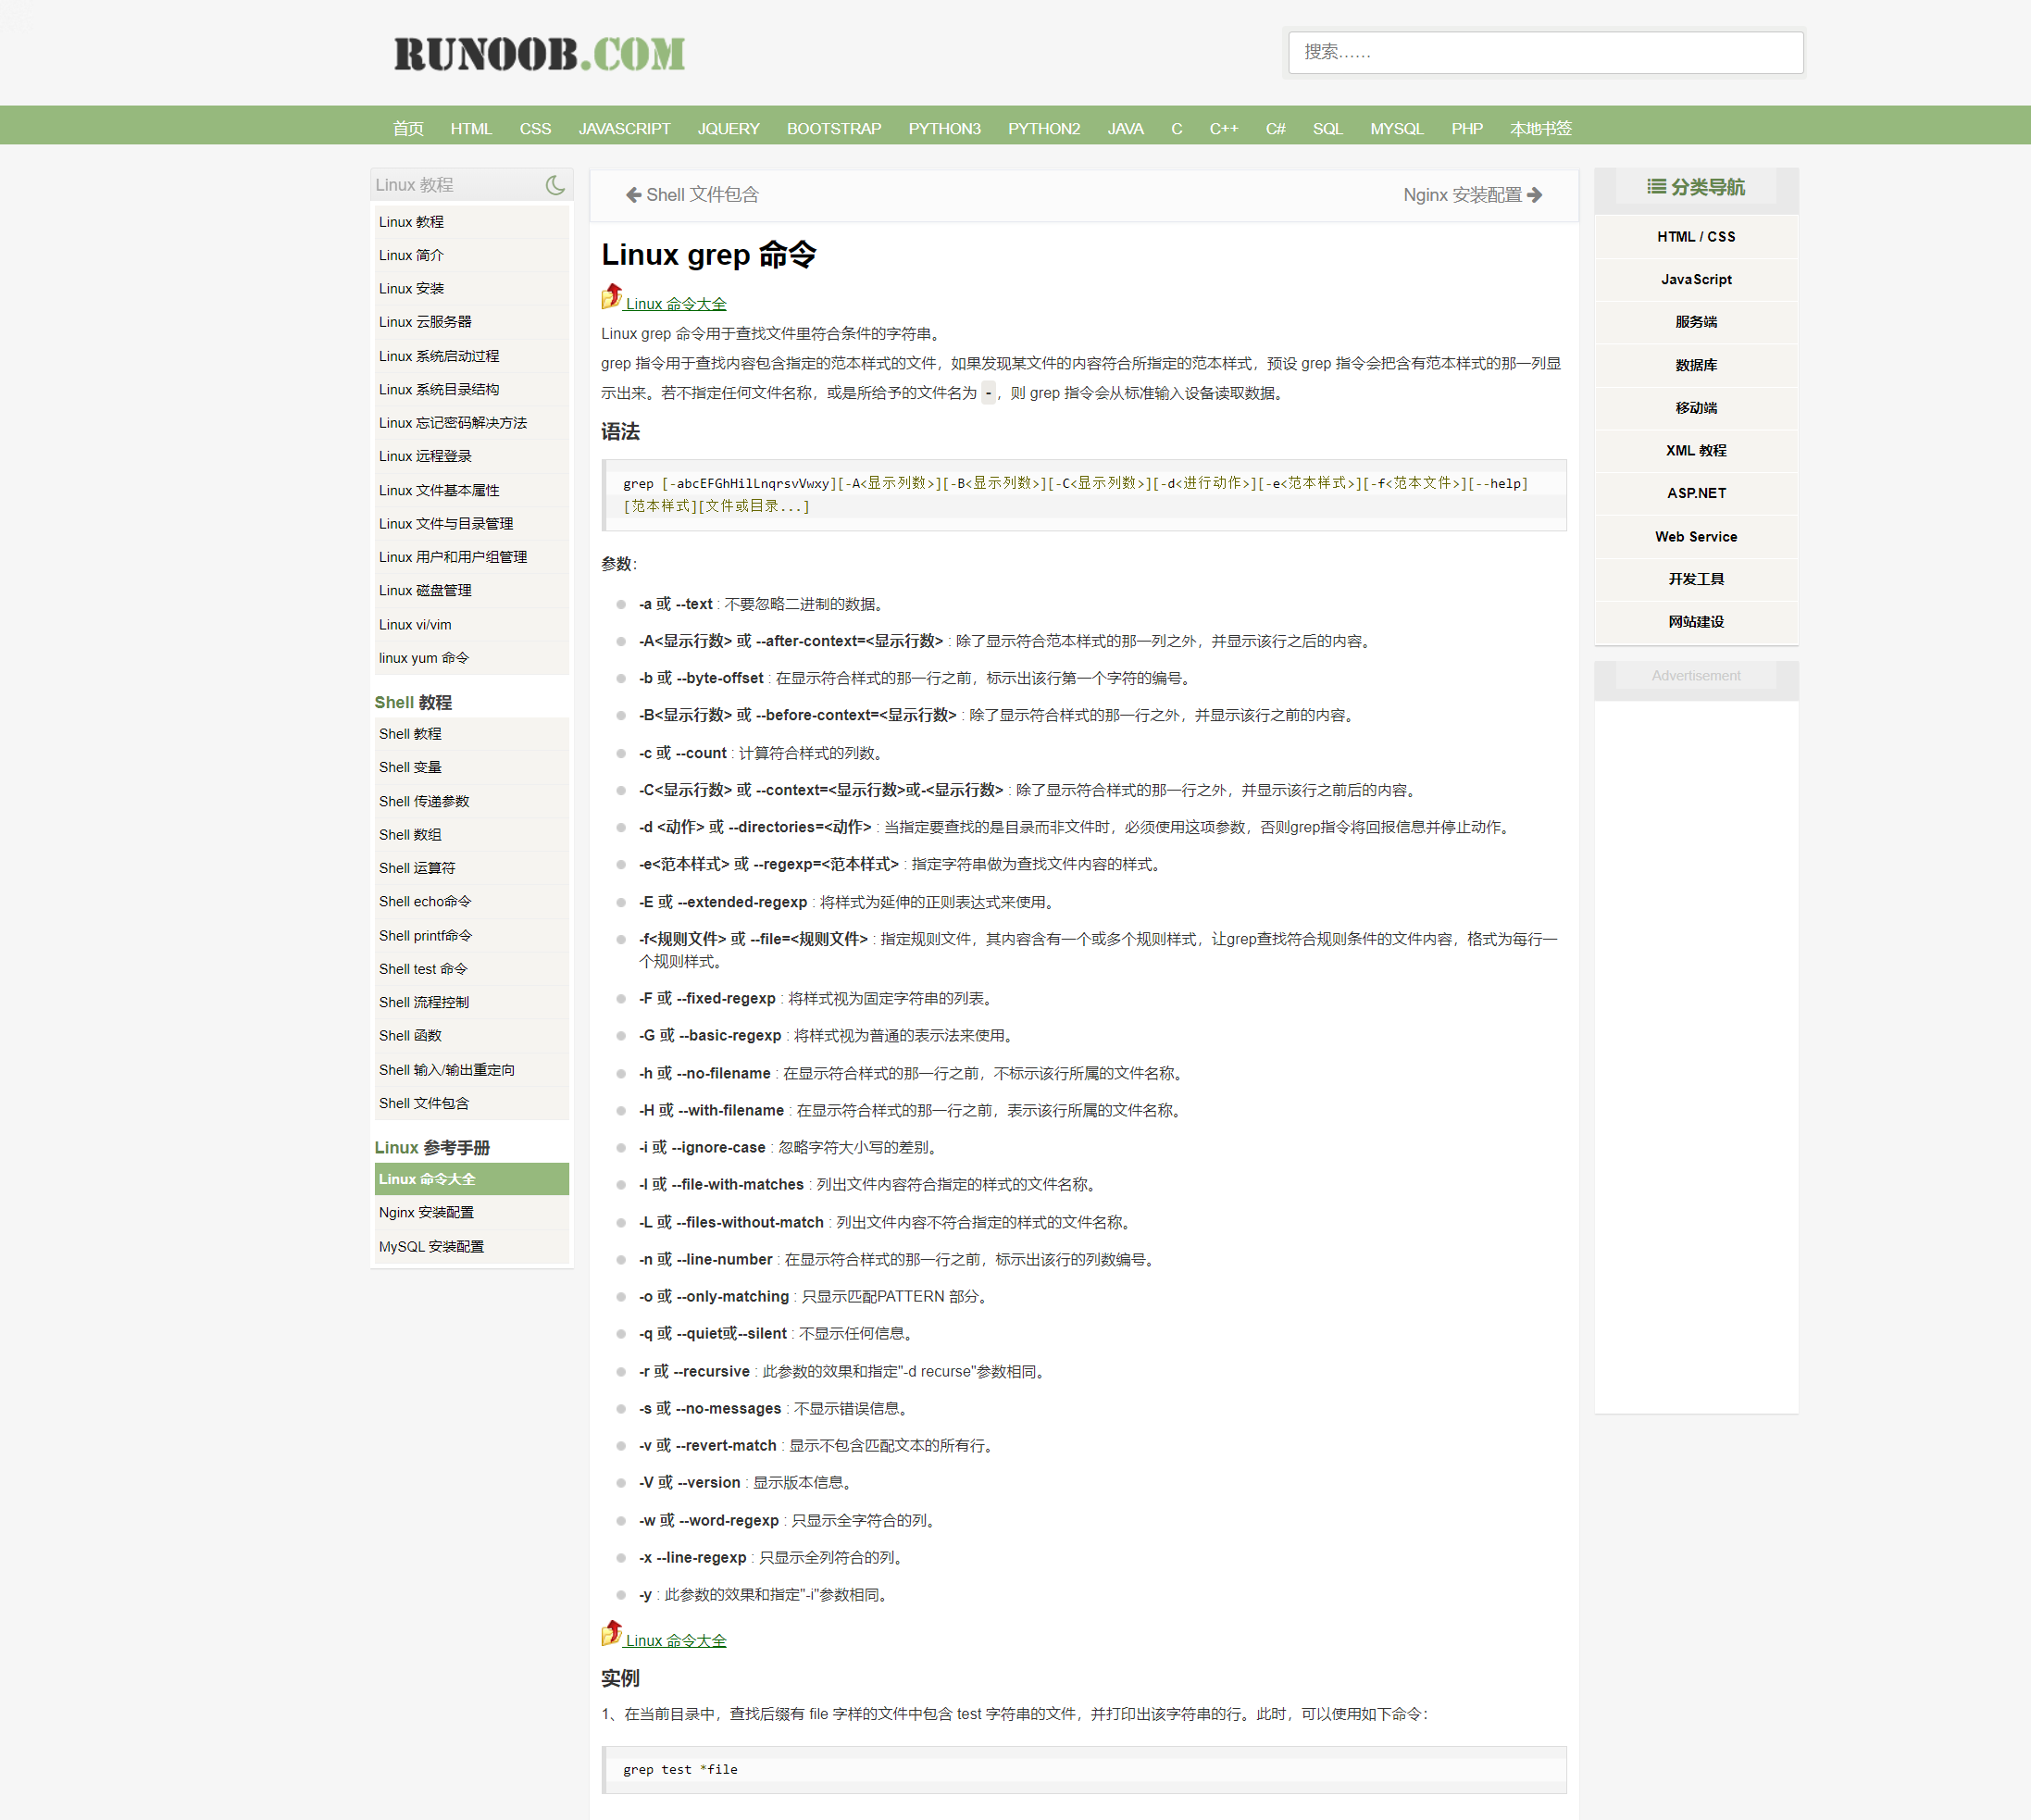 RUNOOB.COM
搜索……
首页 HTML CSS JAVASCRIPT JQUERY BOOTSTRAP PYTHON3 PYTHON2 JAVA C C++ C# SQL MYSQL PHP 本地书签
Linux 教程
Linux 教程
Linux 简介
Linux 安装
Linux 云服务器
Linux 系统启动过程
Linux 系统目录结构
Linux 忘记密码解决方法
Linux 远程登录
Linux 文件基本属性
Linux 文件与目录管理
Linux 用户和用户组管理
Linux 磁盘管理
Linux vi/vim
linux yum 命令
Shell 教程
Shell 教程
Shell 变量
Shell 传递参数
Shell 数组
Shell 运算符
Shell echo命令
Shell printf命令
Shell test 命令
Shell 流程控制
Shell 函数
Shell 输入/输出重定向
Shell 文件包含
Linux 参考手册
Linux 命令大全
Nginx 安装配置
MySQL 安装配置
Shell 文件包含
Nginx 安装配置
Linux grep 命令
Linux 命令大全
Linux grep 命令用于查找文件里符合条件的字符串。
grep 指令用于查找内容包含指定的范本样式的文件，如果发现某文件的内容符合所指定的范本样式，预设 grep 指令会把含有范本样式的那一列显
示出来。若不指定任何文件名称，或是所给予的文件名为 -，则 grep 指令会从标准输入设备读取数据。
语法
grep [-abcEFGhHilLnqrsvVwxy][-A<显示列数>][-B<显示列数>][-C<显示列数>][-d<进行动作>][-e<范本样式>][-f<范本文件>][--help]
[范本样式][文件或目录...]
参数：
-a 或 --text : 不要忽略二进制的数据。
-A<显示行数> 或 --after-context=<显示行数> : 除了显示符合范本样式的那一列之外，并显示该行之后的内容。
-b 或 --byte-offset : 在显示符合样式的那一行之前，标示出该行第一个字符的编号。
-B<显示行数> 或 --before-context=<显示行数> : 除了显示符合样式的那一行之外，并显示该行之前的内容。
-c 或 --count : 计算符合样式的列数。
-C<显示行数> 或 --context=<显示行数>或-<显示行数> : 除了显示符合样式的那一行之外，并显示该行之前后的内容。
-d <动作> 或 --directories=<动作> : 当指定要查找的是目录而非文件时，必须使用这项参数，否则grep指令将回报信息并停止动作。
-e<范本样式> 或 --regexp=<范本样式> : 指定字符串做为查找文件内容的样式。
-E 或 --extended-regexp : 将样式为延伸的正则表达式来使用。
-f<规则文件> 或 --file=<规则文件> : 指定规则文件，其内容含有一个或多个规则样式，让grep查找符合规则条件的文件内容，格式为每行一
个规则样式。
-F 或 --fixed-regexp : 将样式视为固定字符串的列表。
-G 或 --basic-regexp : 将样式视为普通的表示法来使用。
-h 或 --no-filename : 在显示符合样式的那一行之前，不标示该行所属的文件名称。
-H 或 --with-filename : 在显示符合样式的那一行之前，表示该行所属的文件名称。
-i 或 --ignore-case : 忽略字符大小写的差别。
-l 或 --file-with-matches : 列出文件内容符合指定的样式的文件名称。
-L 或 --files-without-match : 列出文件内容不符合指定的样式的文件名称。
-n 或 --line-number : 在显示符合样式的那一行之前，标示出该行的列数编号。
-o 或 --only-matching : 只显示匹配PATTERN 部分。
-q 或 --quiet或--silent : 不显示任何信息。
-r 或 --recursive : 此参数的效果和指定"-d recurse"参数相同。
-s 或 --no-messages : 不显示错误信息。
-v 或 --revert-match : 显示不包含匹配文本的所有行。
-V 或 --version : 显示版本信息。
-w 或 --word-regexp : 只显示全字符合的列。
-x --line-regexp : 只显示全列符合的列。
-y : 此参数的效果和指定"-i"参数相同。
Linux 命令大全
实例
1、在当前目录中，查找后缀有 file 字样的文件中包含 test 字符串的文件，并打印出该字符串的行。此时，可以使用如下命令：
grep test *file
分类导航
HTML / CSS
JavaScript
服务端
数据库
移动端
XML 教程
ASP.NET
Web Service
开发工具
网站建设
Advertisement